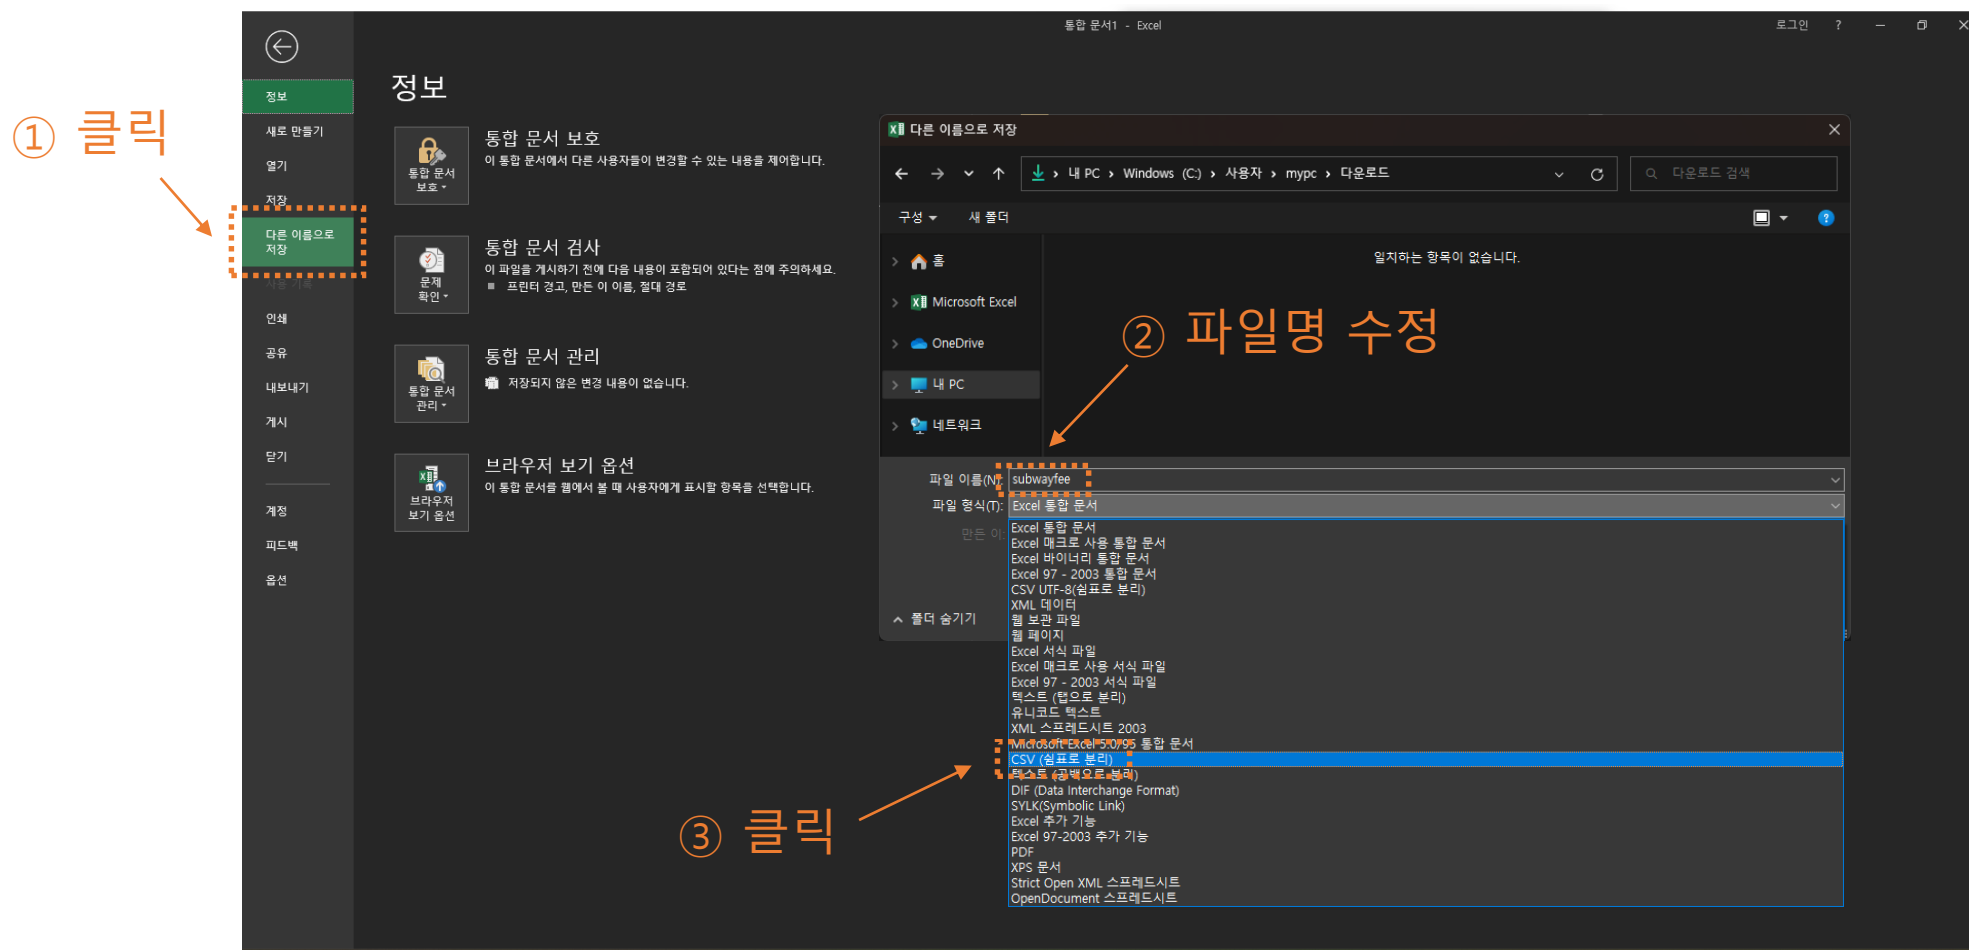 통합 문서1 - Excel
로그인 ?
① 클릭
정보
새로 만들기
열기
저장
다른 이름으로
저장
사용 기록
인쇄
공유
내보내기
게시
닫기
계정
피드백
옵션
정보
통합 문서
보호
통합 문서 보호
이 통합 문서에서 다른 사용자들이 변경할 수 있는 내용을 제어합니다.
문제
확인
통합 문서 검사
이 파일을 게시하기 전에 다음 내용이 포함되어 있다는 점에 주의하세요.
프린터 경고, 만든 이 이름, 절대 경로
통합 문서
관리
통합 문서 관리
저장되지 않은 변경 내용이 없습니다.
브라우저
보기 옵션
브라우저 보기 옵션
이 통합 문서를 웹에서 볼 때 사용자에게 표시할 항목을 선택합니다.
다른 이름으로 저장
내 PC › Windows (C:) › 사용자 › mypc › 다운로드
다운로드 검색
구성
새 폴더
홈
Microsoft Excel
OneDrive
내 PC
네트워크
일치하는 항목이 없습니다.
② 파일명 수정
파일 이름(N): subwayfee
파일 형식(T): Excel 통합 문서
만든 이:
폴더 숨기기
Excel 통합 문서
Excel 매크로 사용 통합 문서
Excel 바이너리 통합 문서
Excel 97 - 2003 통합 문서
CSV UTF-8(쉼표로 분리)
XML 데이터
웹 보관 파일
웹 페이지
Excel 서식 파일
Excel 매크로 사용 서식 파일
Excel 97 - 2003 서식 파일
텍스트 (탭으로 분리)
유니코드 텍스트
XML 스프레드시트 2003
Microsoft Excel 5.0/95 통합 문서
CSV (쉼표로 분리)
텍스트 (공백으로 분리)
DIF (Data Interchange Format)
SYLK(Symbolic Link)
Excel 추가 기능
Excel 97-2003 추가 기능
PDF
XPS 문서
Strict Open XML 스프레드시트
OpenDocument 스프레드시트
③ 클릭